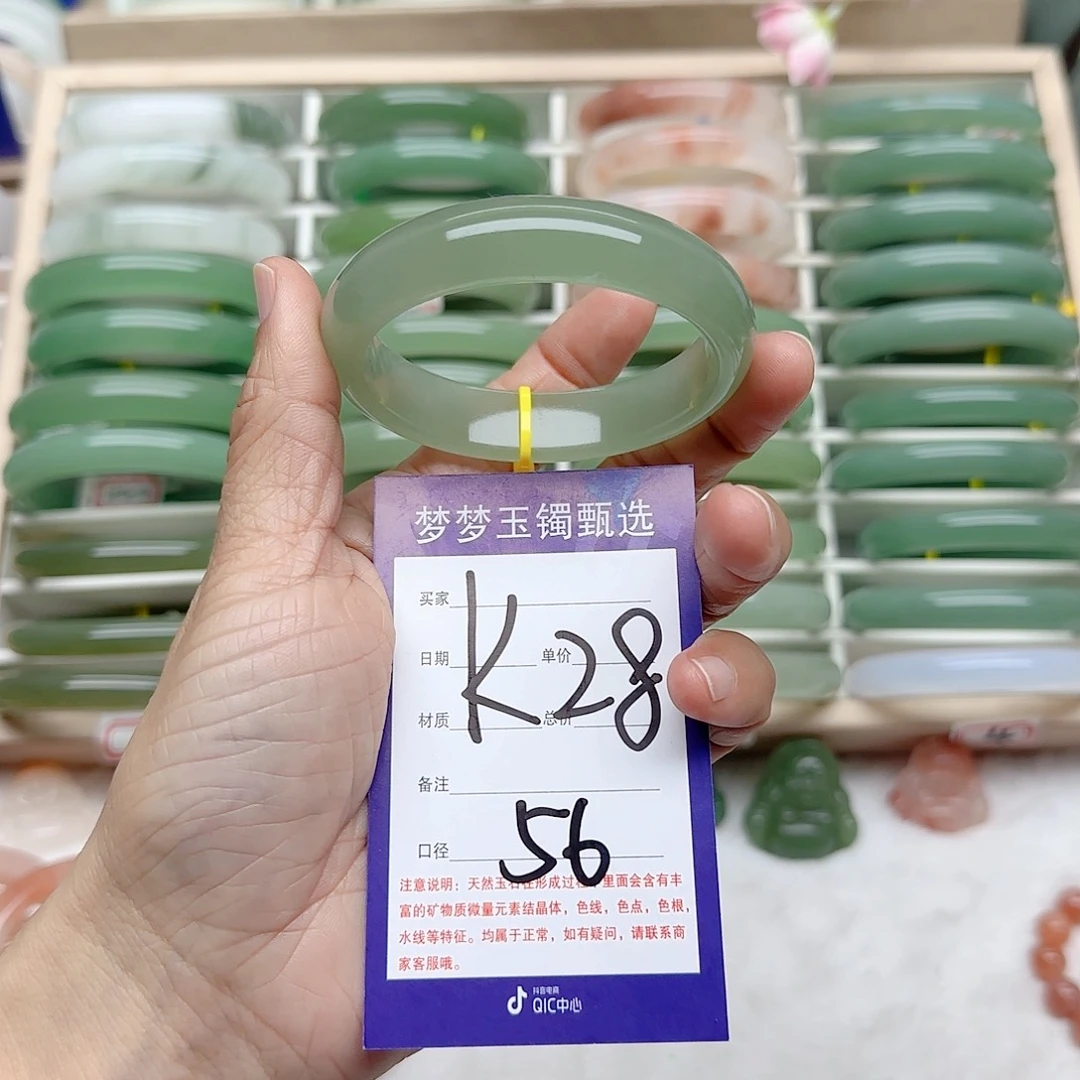 梦梦玉镯甄选
买家
K28
日期 单价
材质 总价
备注
口径 56
注意说明：天然玉石在形成过程中里面会含有丰
富的矿物质微量元素结晶体，色线，色点，色根，
水线等特征。均属于正常，如有疑问，请联系商
家客服哦。
抖音电商
QIC中心